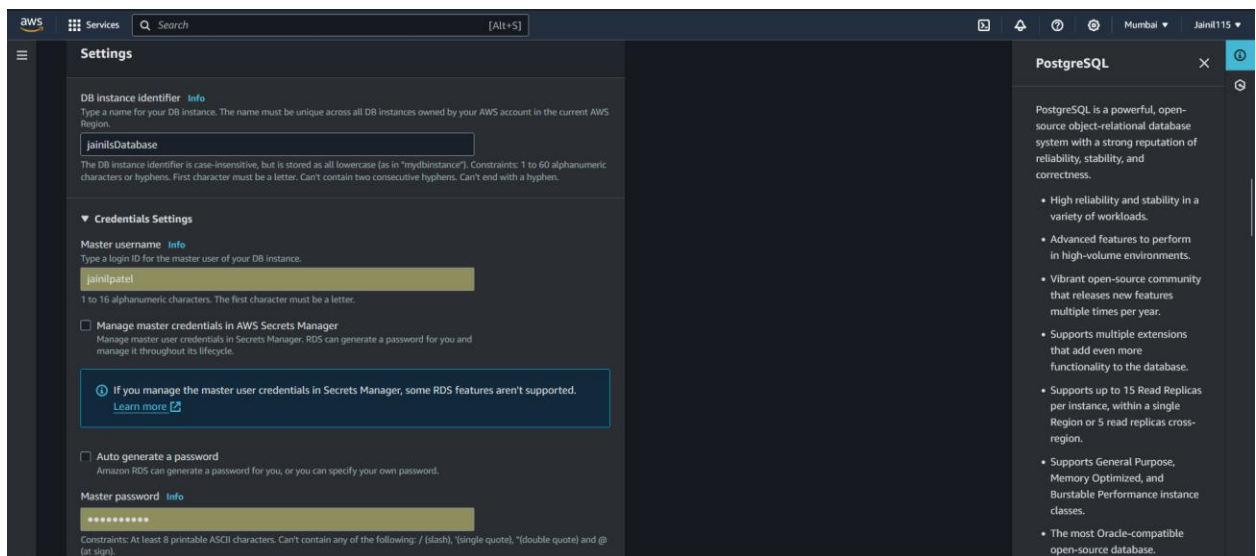 aws
Services
Search
[Alt+S]
Mumbai ▼
Jainil115 ▼
Settings
DB instance identifier Info
Type a name for your DB instance. The name must be unique across all DB instances owned by your AWS account in the current AWS
Region.
jainilsDatabase
The DB instance identifier is case-insensitive, but is stored as all lowercase (as in "mydbinstance"). Constraints: 1 to 60 alphanumeric
characters or hyphens. First character must be a letter. Can't contain two consecutive hyphens. Can't end with a hyphen.
▼ Credentials Settings
Master username Info
Type a login ID for the master user of your DB instance.
jainilpatel
1 to 16 alphanumeric characters. The first character must be a letter.
Manage master credentials in AWS Secrets Manager
Manage master user credentials in Secrets Manager. RDS can generate a password for you and
manage it throughout its lifecycle.
If you manage the master user credentials in Secrets Manager, some RDS features aren't supported.
Learn more
Auto generate a password
Amazon RDS can generate a password for you, or you can specify your own password.
Master password Info
••••••••••
Constraints: At least 8 printable ASCII characters. Can't contain any of the following: / (slash), '(single quote), "(double quote) and @
(at sign).
PostgreSQL
PostgreSQL is a powerful, open-
source object-relational database
system with a strong reputation of
reliability, stability, and
correctness.
• High reliability and stability in a
variety of workloads.
• Advanced features to perform
in high-volume environments.
• Vibrant open-source community
that releases new features
multiple times per year.
• Supports multiple extensions
that add even more
functionality to the database.
• Supports up to 15 Read Replicas
per instance, within a single
Region or 5 read replicas cross-
region.
• Supports General Purpose,
Memory Optimized, and
Burstable Performance instance
classes.
• The most Oracle-compatible
open-source database.